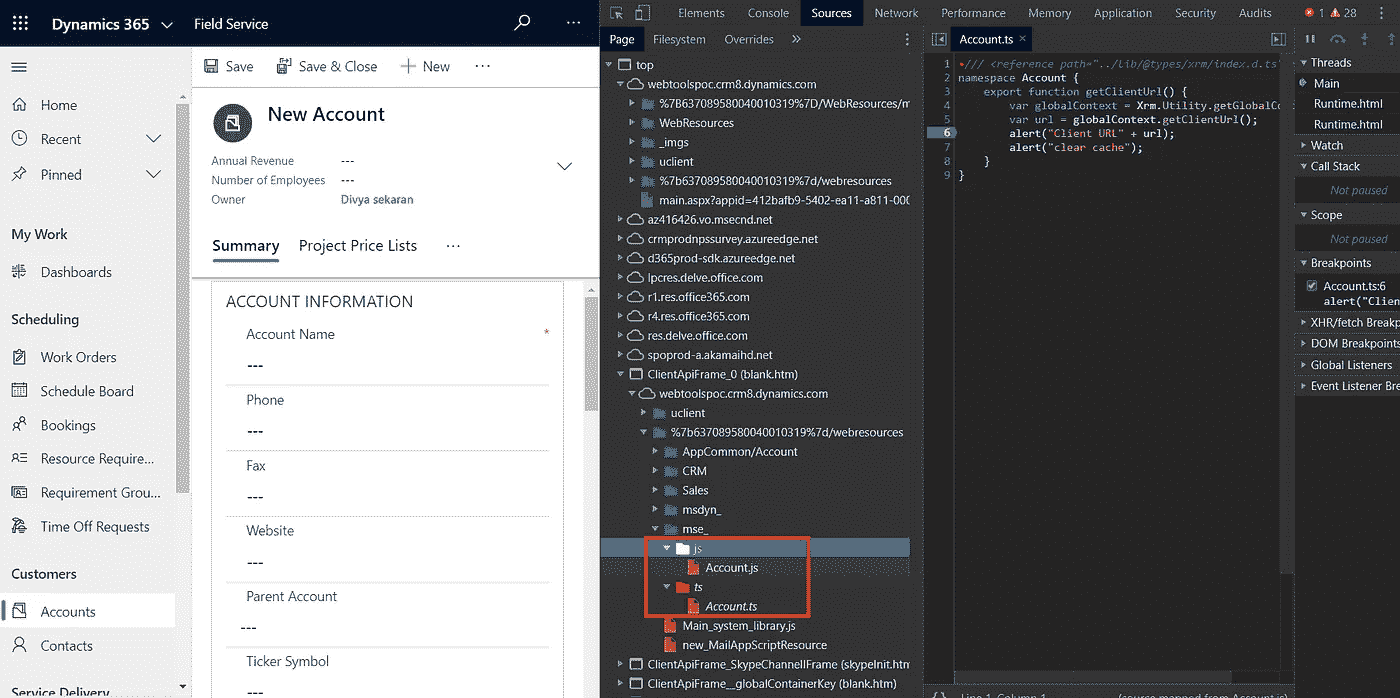 Dynamics 365
Field Service
Home
Recent
Pinned
My Work
Dashboards
Scheduling
Work Orders
Schedule Board
Bookings
Resource Require...
Requirement Grou...
Time Off Requests
Customers
Accounts
Contacts
Service Delivery
Save
Save & Close
New
New Account
Annual Revenue ---
Number of Employees ---
Owner Divya sekaran
Summary Project Price Lists
ACCOUNT INFORMATION
Account Name *
---
Phone
---
Fax
---
Website
---
Parent Account
---
Ticker Symbol
---
Elements Console Sources Network Performance Memory Application Security Audits 1 28
Page Filesystem Overrides »
top
webtoolspoc.crm8.dynamics.com
%7B637089580040010319%7D/WebResources/m
WebResources
_imgs
uclient
%7b637089580040010319%7d/webresources
main.aspx?appid=412bafb9-5402-ea11-a811-000
az416426.vo.msecnd.net
crmprodnpssurvey.azureedge.net
d365prod-sdk.azureedge.net
lpcres.delve.office.com
r1.res.office365.com
r4.res.office365.com
res.delve.office.com
spoprod-a.akamaihd.net
ClientApiFrame_0 (blank.htm)
webtoolspoc.crm8.dynamics.com
uclient
%7b637089580040010319%7d/webresources
AppCommon/Account
CRM
Sales
msdyn_
mse_
js
Account.js
ts
Account.ts
Main_system_library.js
new_MailAppScriptResource
ClientApiFrame_SkypeChannelIFrame (skypeInit.htm
ClientApiFrame__globalContainerKey (blank.htm)
Account.ts ×
1 /// <reference path="../lib/@types/xrm/index.d.ts"
2 namespace Account {
3 export function getClientUrl() {
4 var globalContext = Xrm.Utility.getGlobalCo
5 var url = globalContext.getClientUrl();
6 alert("Client URL" + url);
7 alert("clear cache");
8 }
9 }
{ } Line 1, Column 1 (source mapped from Account.js)
Threads
Main
Runtime.html
Runtime.html
Watch
Call Stack
Not paused
Scope
Not paused
Breakpoints
Account.ts:6
alert("Clien
XHR/fetch Breakp
DOM Breakpoints
Global Listeners
Event Listener Bre